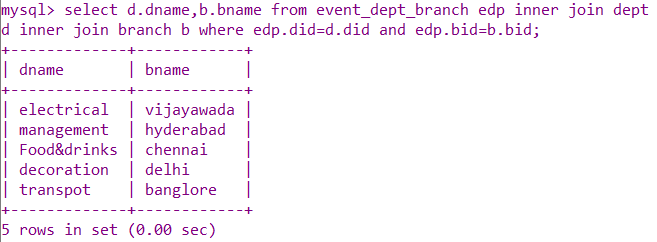 mysql> select d.dname,b.bname from event_dept_branch edp inner join dept
d inner join branch b where edp.did=d.did and edp.bid=b.bid;
+-------------+------------+
| dname       | bname      |
+-------------+------------+
| electrical  | vijayawada |
| management  | hyderabad  |
| Food&drinks | chennai    |
| decoration  | delhi      |
| transpot    | banglore   |
+-------------+------------+
5 rows in set (0.00 sec)